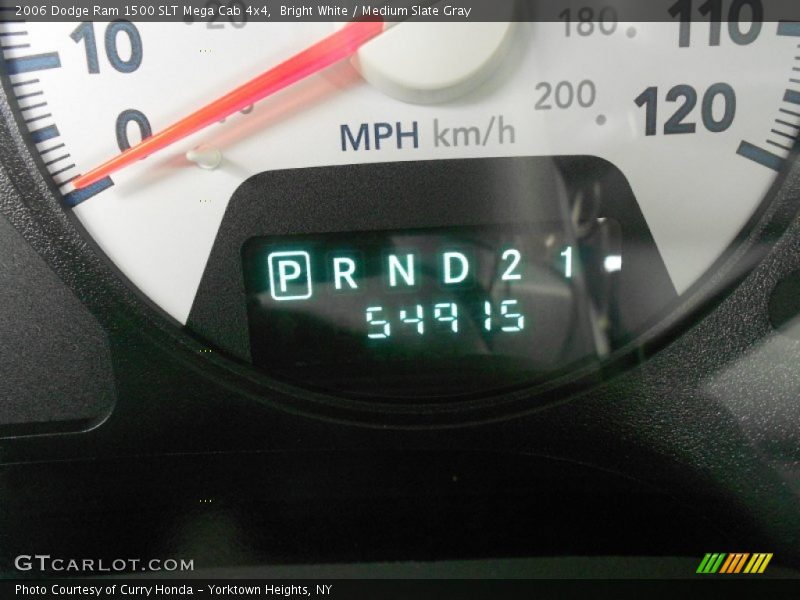 2006 Dodge Ram 1500 SLT Mega Cab 4x4, Bright White / Medium Slate Gray
10
20
180
110
0
200
120
MPH km/h
P R N D 2 1
54915
GTCARLOT.COM
Photo Courtesy of Curry Honda - Yorktown Heights, NY